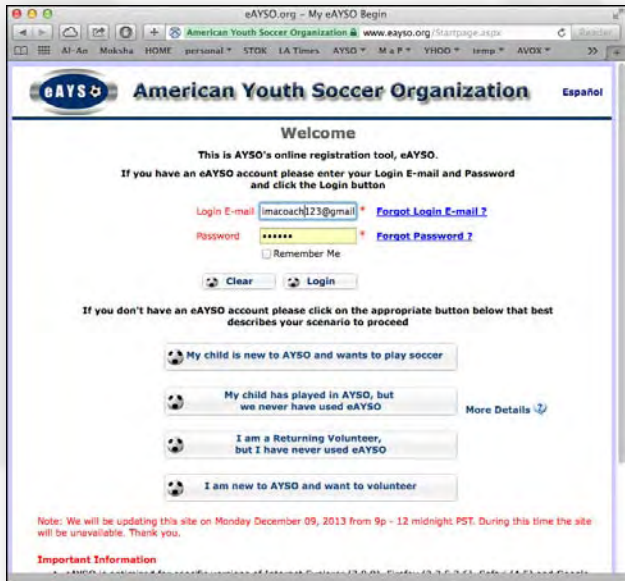 eAYSO.org – My eAYSO Begin
American Youth Soccer Organization www.eayso.org/Startpage.aspx Reader
Al-An Moksha HOME personal STOK LA Times AYSO M a P YHOO temp AVOX >>
eAYSO American Youth Soccer Organization Español
Welcome
This is AYSO's online registration tool, eAYSO.
If you have an eAYSO account please enter your Login E-mail and Password
and click the Login button
Login E-mail imacoach123@gmail * Forgot Login E-mail ?
Password •••••• * Forgot Password ?
Remember Me
Clear Login
If you don't have an eAYSO account please click on the appropriate button below that best
describes your scenario to proceed
My child is new to AYSO and wants to play soccer
My child has played in AYSO, but
we never have used eAYSO
More Details
I am a Returning Volunteer,
but I have never used eAYSO
I am new to AYSO and want to volunteer
Note: We will be updating this site on Monday December 09, 2013 from 9p - 12 midnight PST. During this time the site
will be unavailable. Thank you.
Important Information